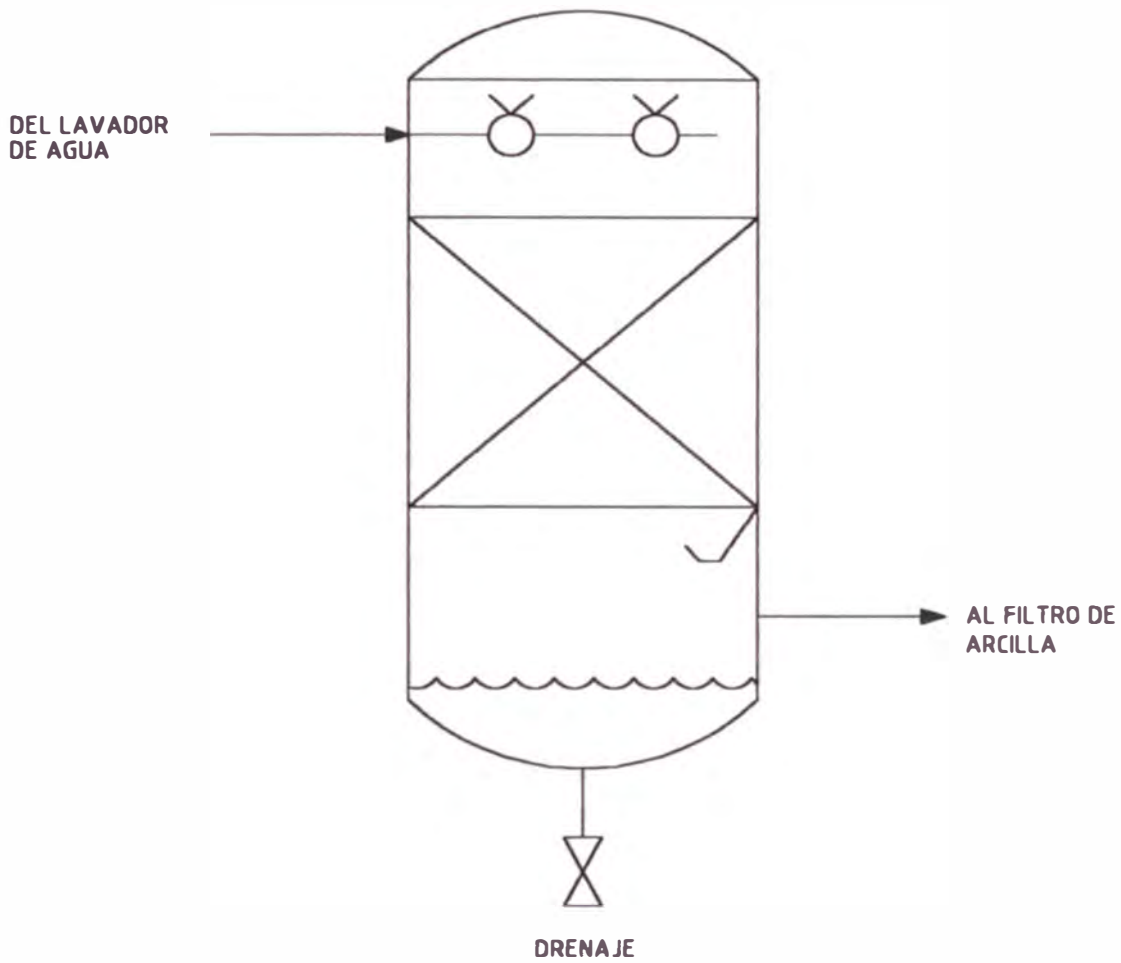 DEL LAVADOR
DE AGUA
AL FILTRO DE
ARCILLA
DRENAJE